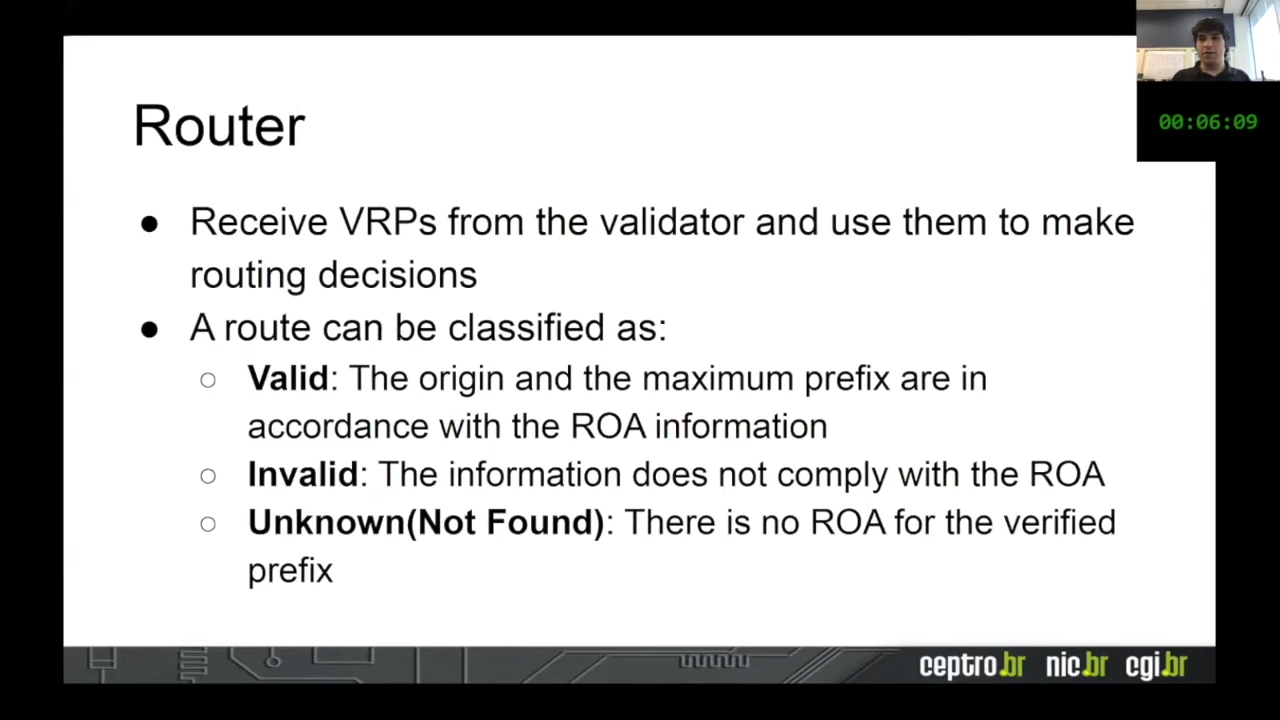 Router
00:06:09
● Receive VRPs from the validator and use them to make
routing decisions
● A route can be classified as:
○ Valid: The origin and the maximum prefix are in
accordance with the ROA information
○ Invalid: The information does not comply with the ROA
○ Unknown(Not Found): There is no ROA for the verified
prefix
ceptro.br nic.br cgi.br